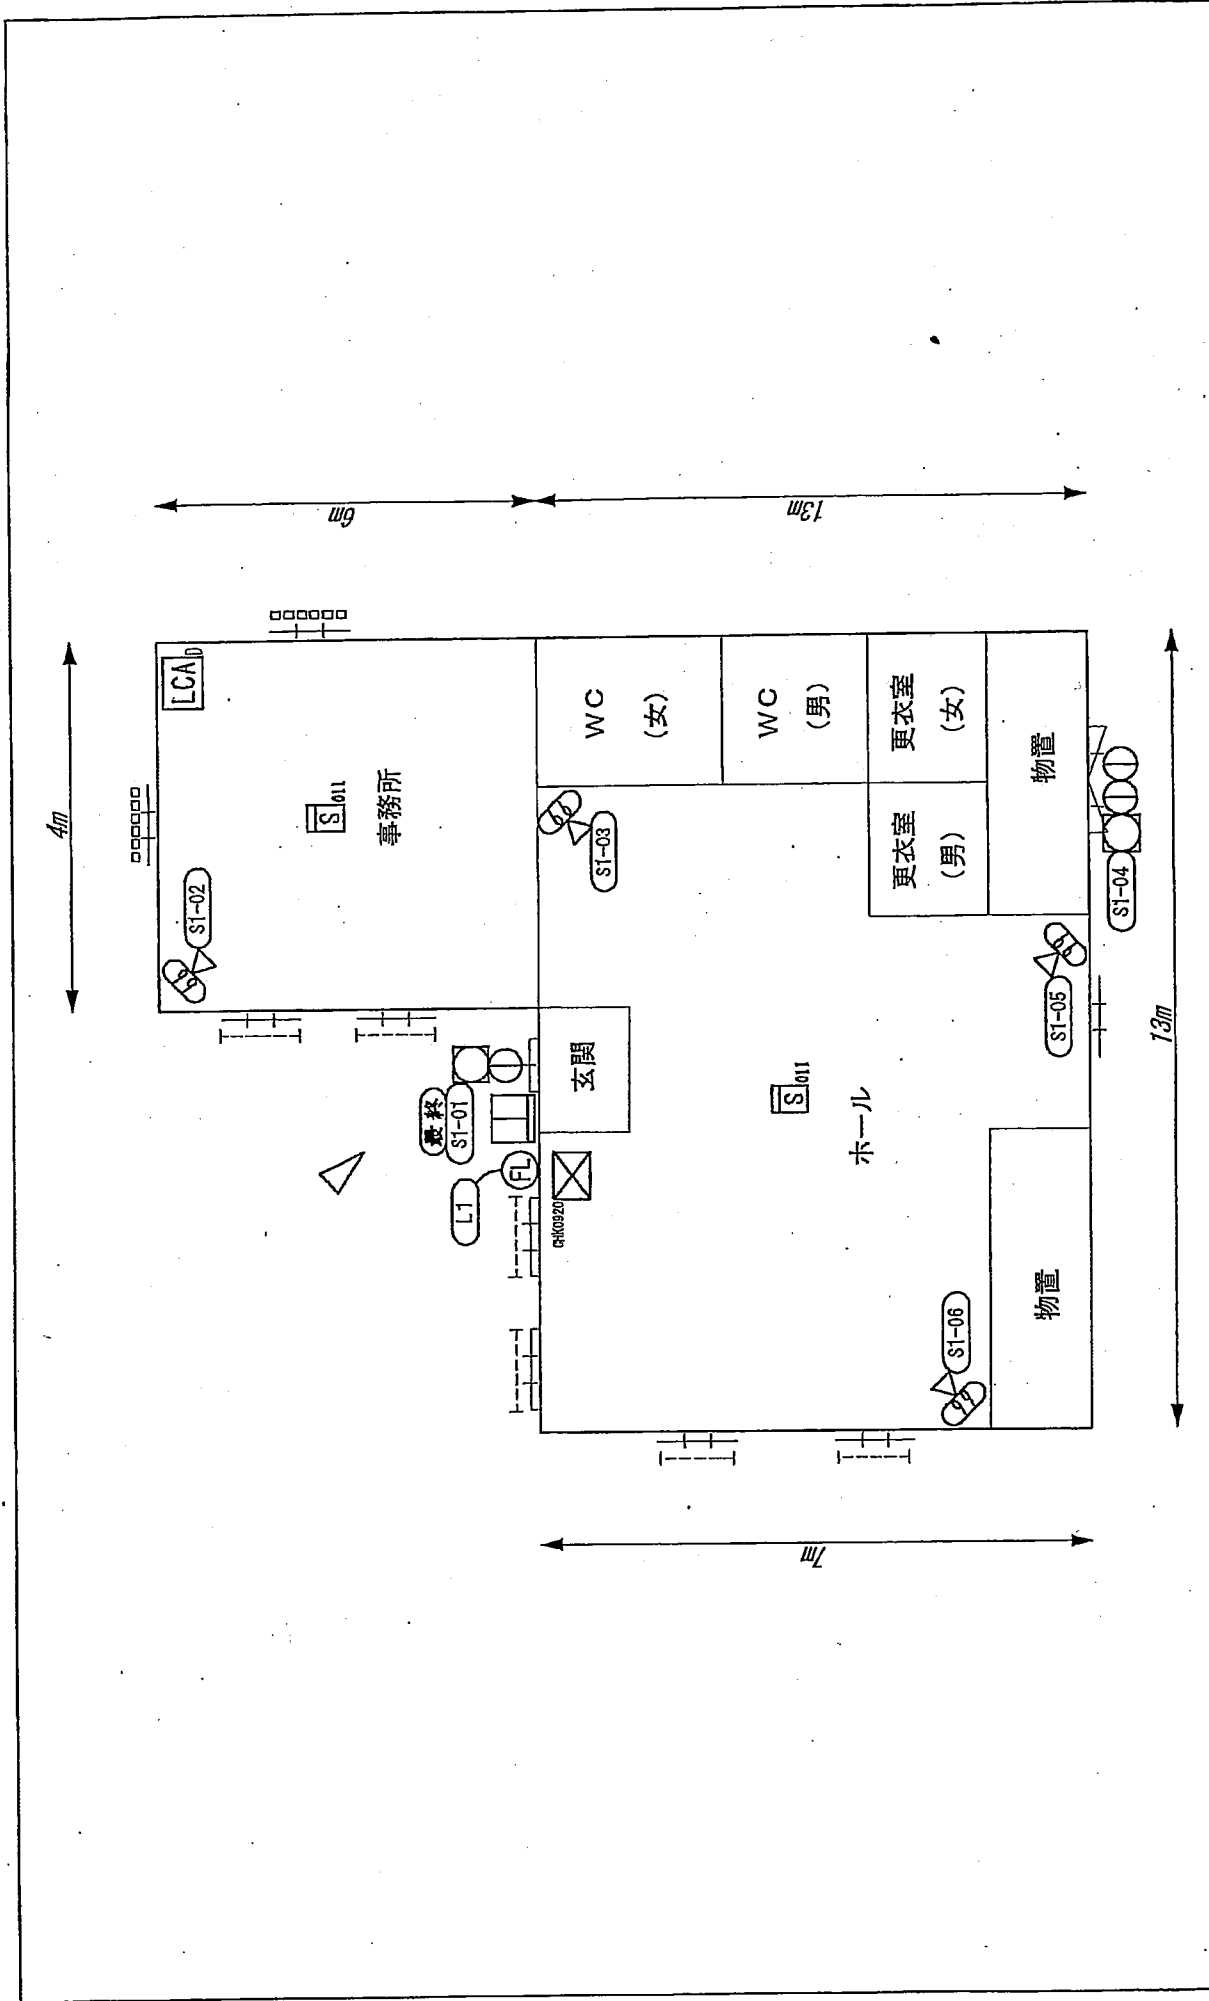 4m
6m
13m
LCA
D
S1-02
S
011
事務所
WC
(女)
WC
(男)
更衣室
(女)
更衣室
(男)
物置
S1-03
S1-04
S1-05
最終
S1-01
玄関
L1
FL
CHK0920
S
011
ホール
S1-06
物置
7m
13m